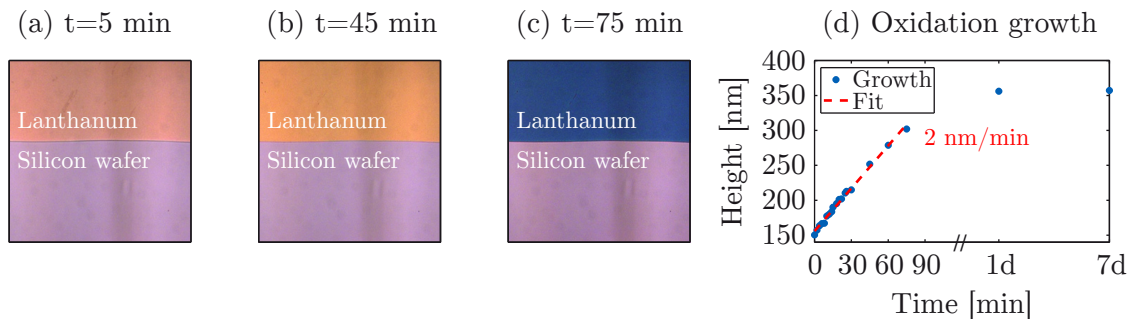 (a) t=5 min
Lanthanum
Silicon wafer
(b) t=45 min
Lanthanum
Silicon wafer
(c) t=75 min
Lanthanum
Silicon wafer
(d) Oxidation growth
Height [nm]
400
350
300
250
200
150
Growth
Fit
2 nm/min
0 30 60 90 // 1d 7d
Time [min]